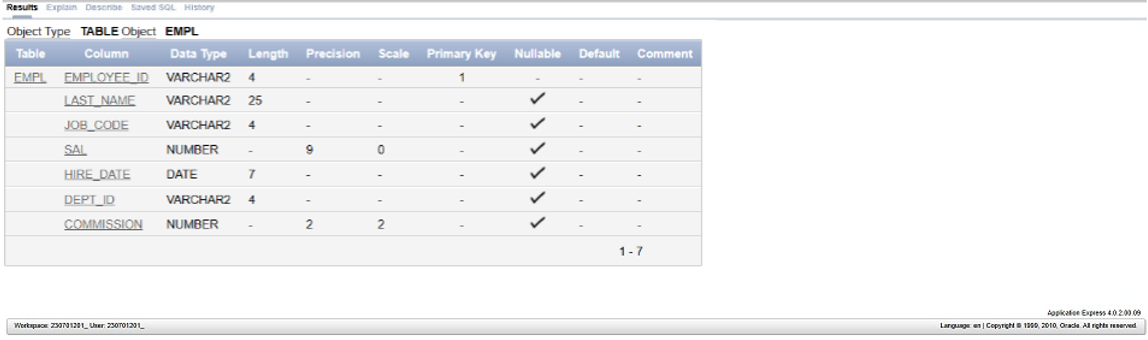 Results Explain Describe Saved SQL History
Object Type TABLE Object EMPL
Table Column Data Type Length Precision Scale Primary Key Nullable Default Comment
EMPL EMPLOYEE_ID VARCHAR2 4 - - 1 - - -
LAST_NAME VARCHAR2 25 - - - ✓ - -
JOB_CODE VARCHAR2 4 - - - ✓ - -
SAL NUMBER - 9 0 - ✓ - -
HIRE_DATE DATE 7 - - - ✓ - -
DEPT_ID VARCHAR2 4 - - - ✓ - -
COMMISSION NUMBER - 2 2 - ✓ - -
1 - 7
Application Express 4.0.2.00.09
Workspace: 230701201_ User: 230701201_ Language: en | Copyright © 1999, 2010, Oracle. All rights reserved.